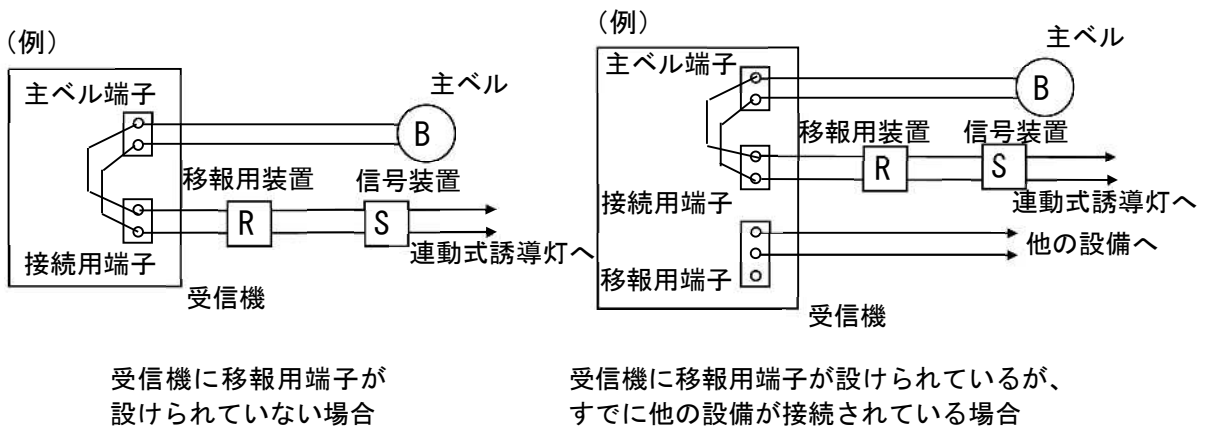 （例）
主ベル端子
主ベル
B
移報用装置
信号装置
R
S
連動式誘導灯へ
接続用端子
受信機
受信機に移報用端子が
設けられていない場合
（例）
主ベル端子
主ベル
B
移報用装置
信号装置
R
S
接続用端子
連動式誘導灯へ
他の設備へ
移報用端子
受信機
受信機に移報用端子が設けられているが、
すでに他の設備が接続されている場合